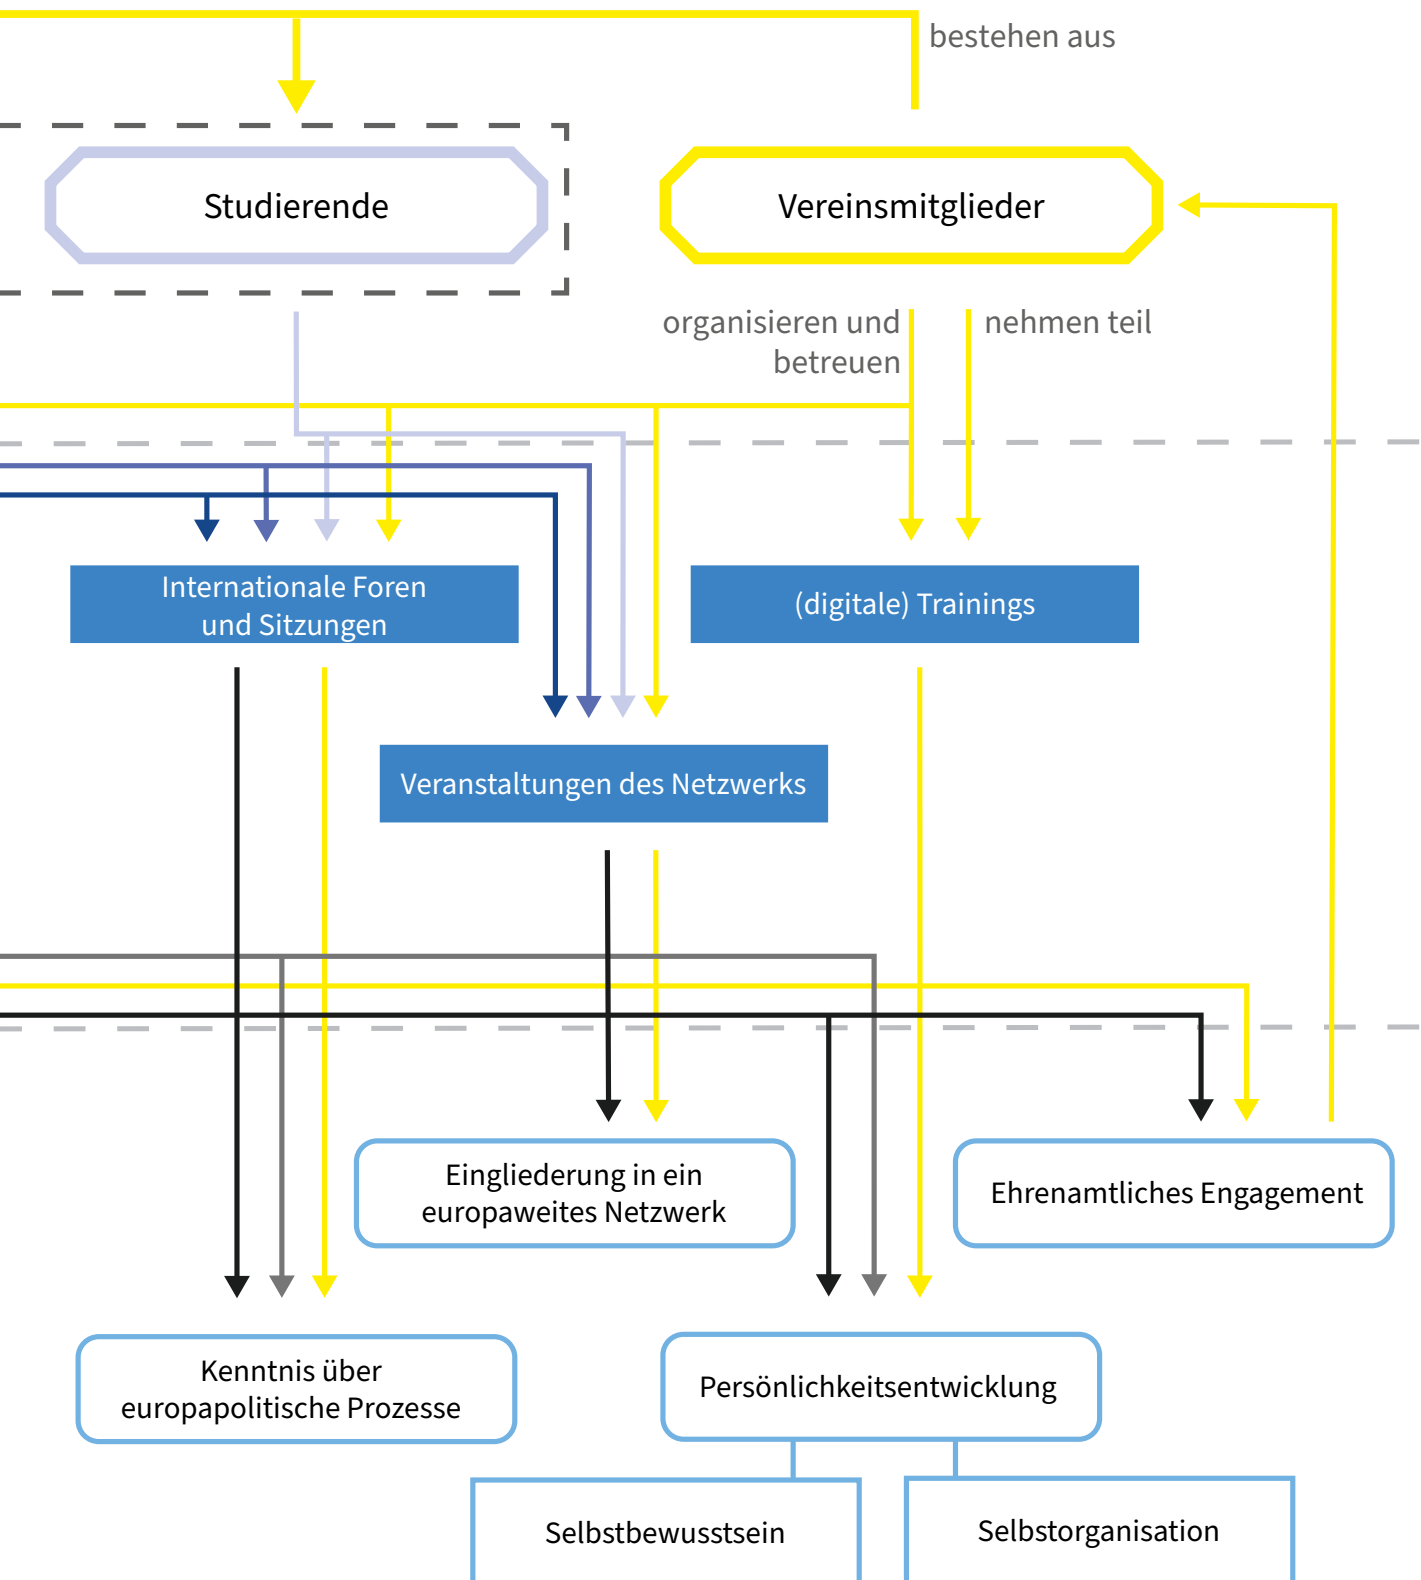 bestehen aus
Studierende
Vereinsmitglieder
organisieren und
betreuen
nehmen teil
Internationale Foren
und Sitzungen
(digitale) Trainings
Veranstaltungen des Netzwerks
Eingliederung in ein
europaweites Netzwerk
Ehrenamtliches Engagement
Kenntnis über
europapolitische Prozesse
Persönlichkeitsentwicklung
Selbstbewusstsein
Selbstorganisation